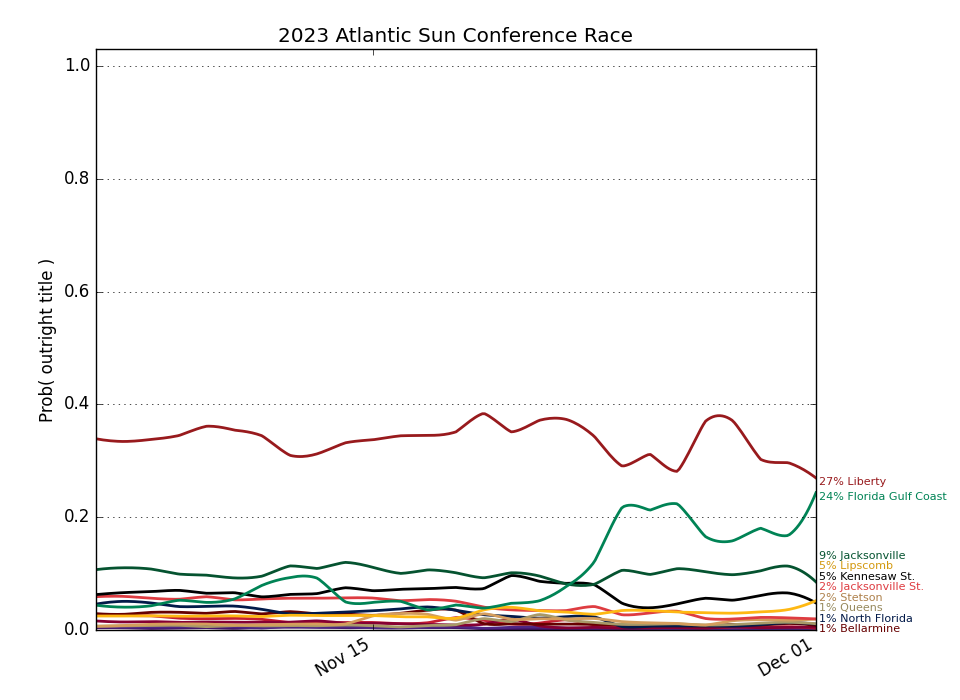 2023 Atlantic Sun Conference Race
1.0
0.8
0.6
0.4
0.2
0.0
Prob( outright title )
Nov 15
Dec 01
27% Liberty
24% Florida Gulf Coast
9% Jacksonville
5% Lipscomb
5% Kennesaw St.
2% Jacksonville St.
2% Stetson
1% Queens
1% North Florida
1% Bellarmine